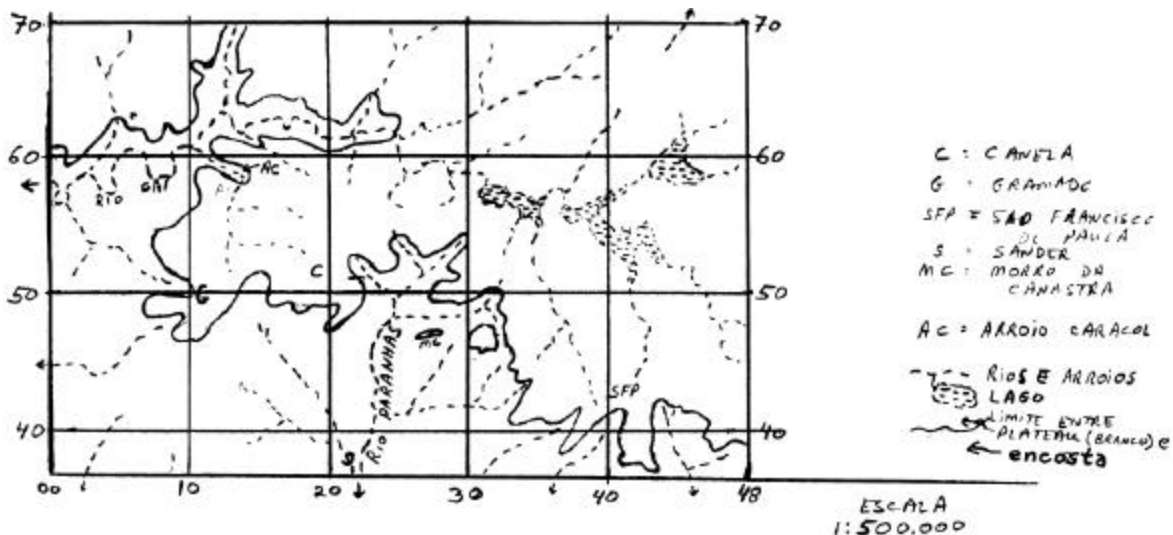 70
70
60
60
50
50
40
40
00
10
20
30
40
48
AC
RIO
C
G
MC
RIO PARANHAS
SFP
S
C : CANELA
G : GRAMADO
SFP = SAO FRANCISCO
DE PAULA
S : SANDER
MC : MORRO DA
CANASTRA
AC = ARROIO CARACOL
RIOS E ARROIOS
LAGO
LIMITE ENTRE
PLATEAU (BRANCO) e
encosta
ESCALA
1:500.000